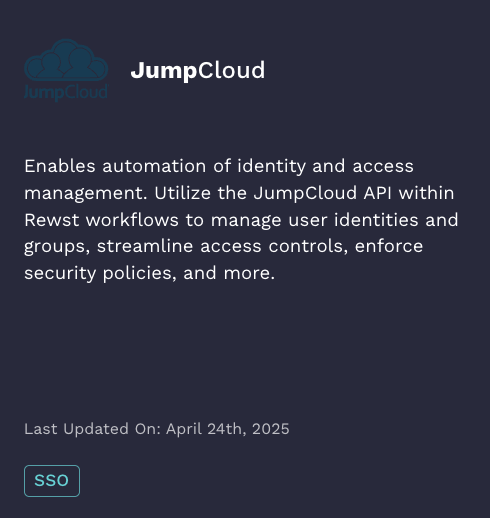 JumpCloud
JumpCloud
Enables automation of identity and access
management. Utilize the JumpCloud API within
Rewst workflows to manage user identities and
groups, streamline access controls, enforce
security policies, and more.
Last Updated On: April 24th, 2025
SSO